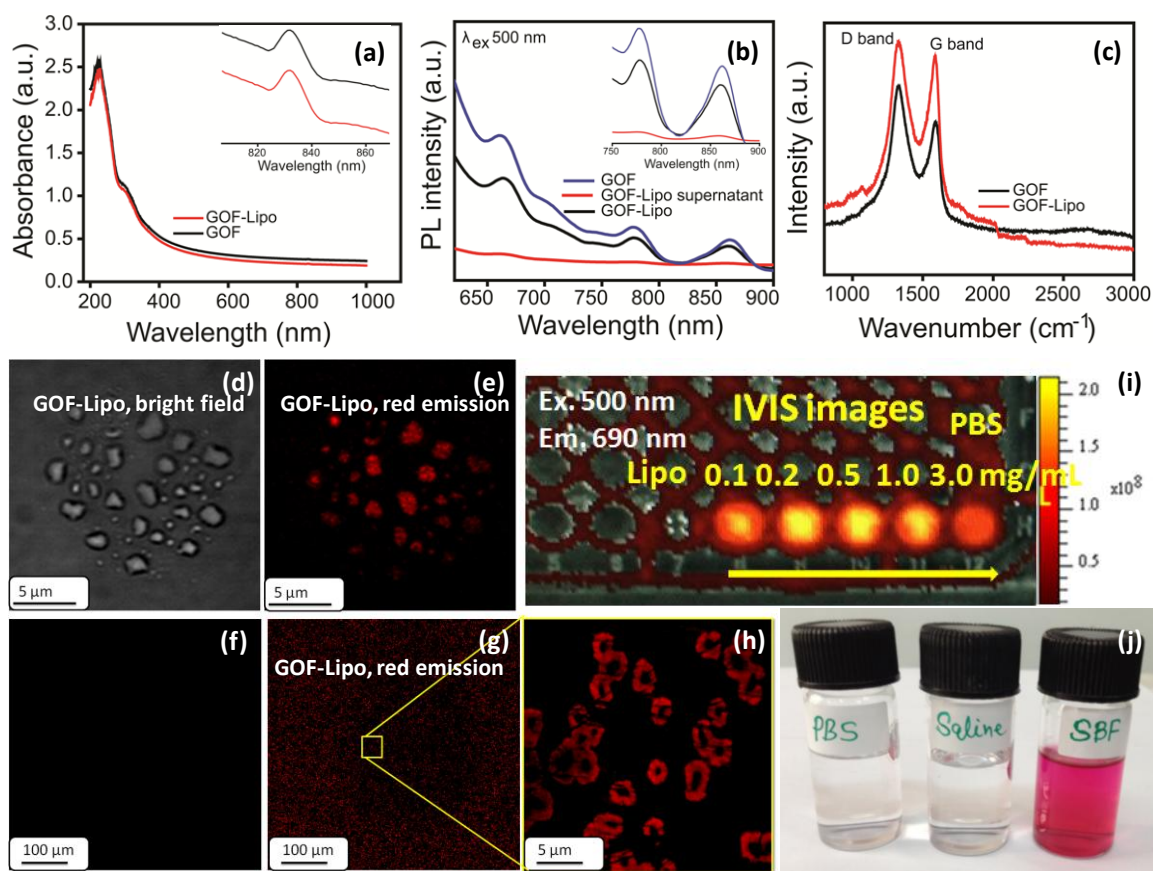 (a)
3.0
2.5
2.0
1.5
1.0
0.5
0.0
Absorbance (a.u.)
200 400 600 800 1000
Wavelength (nm)
820 840 860
Wavelength (nm)
GOF-Lipo
GOF
(b)
λex 500 nm
PL intensity (a.u.)
650 700 750 800 850 900
Wavelength (nm)
750 800 850 900
Wavelength (nm)
GOF
GOF-Lipo supernatant
GOF-Lipo
(c)
D band
G band
Intensity (a.u.)
GOF
GOF-Lipo
1000 1500 2000 2500 3000
Wavenumber (cm-1)
(d)
GOF-Lipo, bright field
5 µm
(e)
GOF-Lipo, red emission
5 µm
(i)
Ex. 500 nm
Em. 690 nm
IVIS images
PBS
Lipo 0.1 0.2 0.5 1.0 3.0 mg/mL
L
2.0
1.5
1.0
0.5
x10⁸
(f)
100 µm
(g)
GOF-Lipo, red emission
100 µm
(h)
5 µm
(j)
PBS
Saline
SBF